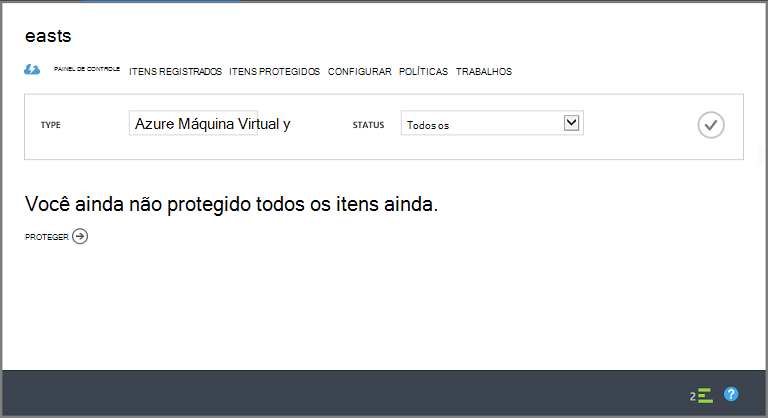 easts
PAINEL DE CONTROLE ITENS REGISTRADOS ITENS PROTEGIDOS CONFIGURAR POLÍTICAS TRABALHOS
TYPE Azure Máquina Virtual y STATUS Todos os
Você ainda não protegido todos os itens ainda.
PROTEGER
2 ?